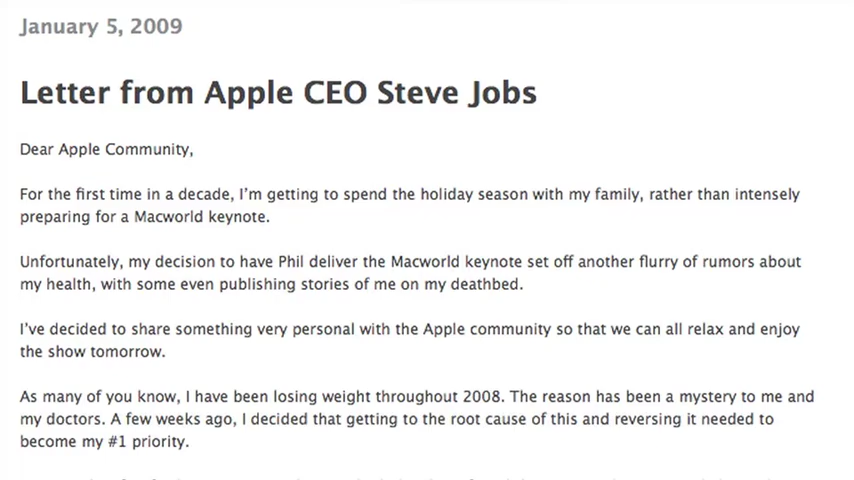 January 5, 2009
Letter from Apple CEO Steve Jobs
Dear Apple Community,
For the first time in a decade, I'm getting to spend the holiday season with my family, rather than intensely
preparing for a Macworld keynote.
Unfortunately, my decision to have Phil deliver the Macworld keynote set off another flurry of rumors about
my health, with some even publishing stories of me on my deathbed.
I've decided to share something very personal with the Apple community so that we can all relax and enjoy
the show tomorrow.
As many of you know, I have been losing weight throughout 2008. The reason has been a mystery to me and
my doctors. A few weeks ago, I decided that getting to the root cause of this and reversing it needed to
become my #1 priority.